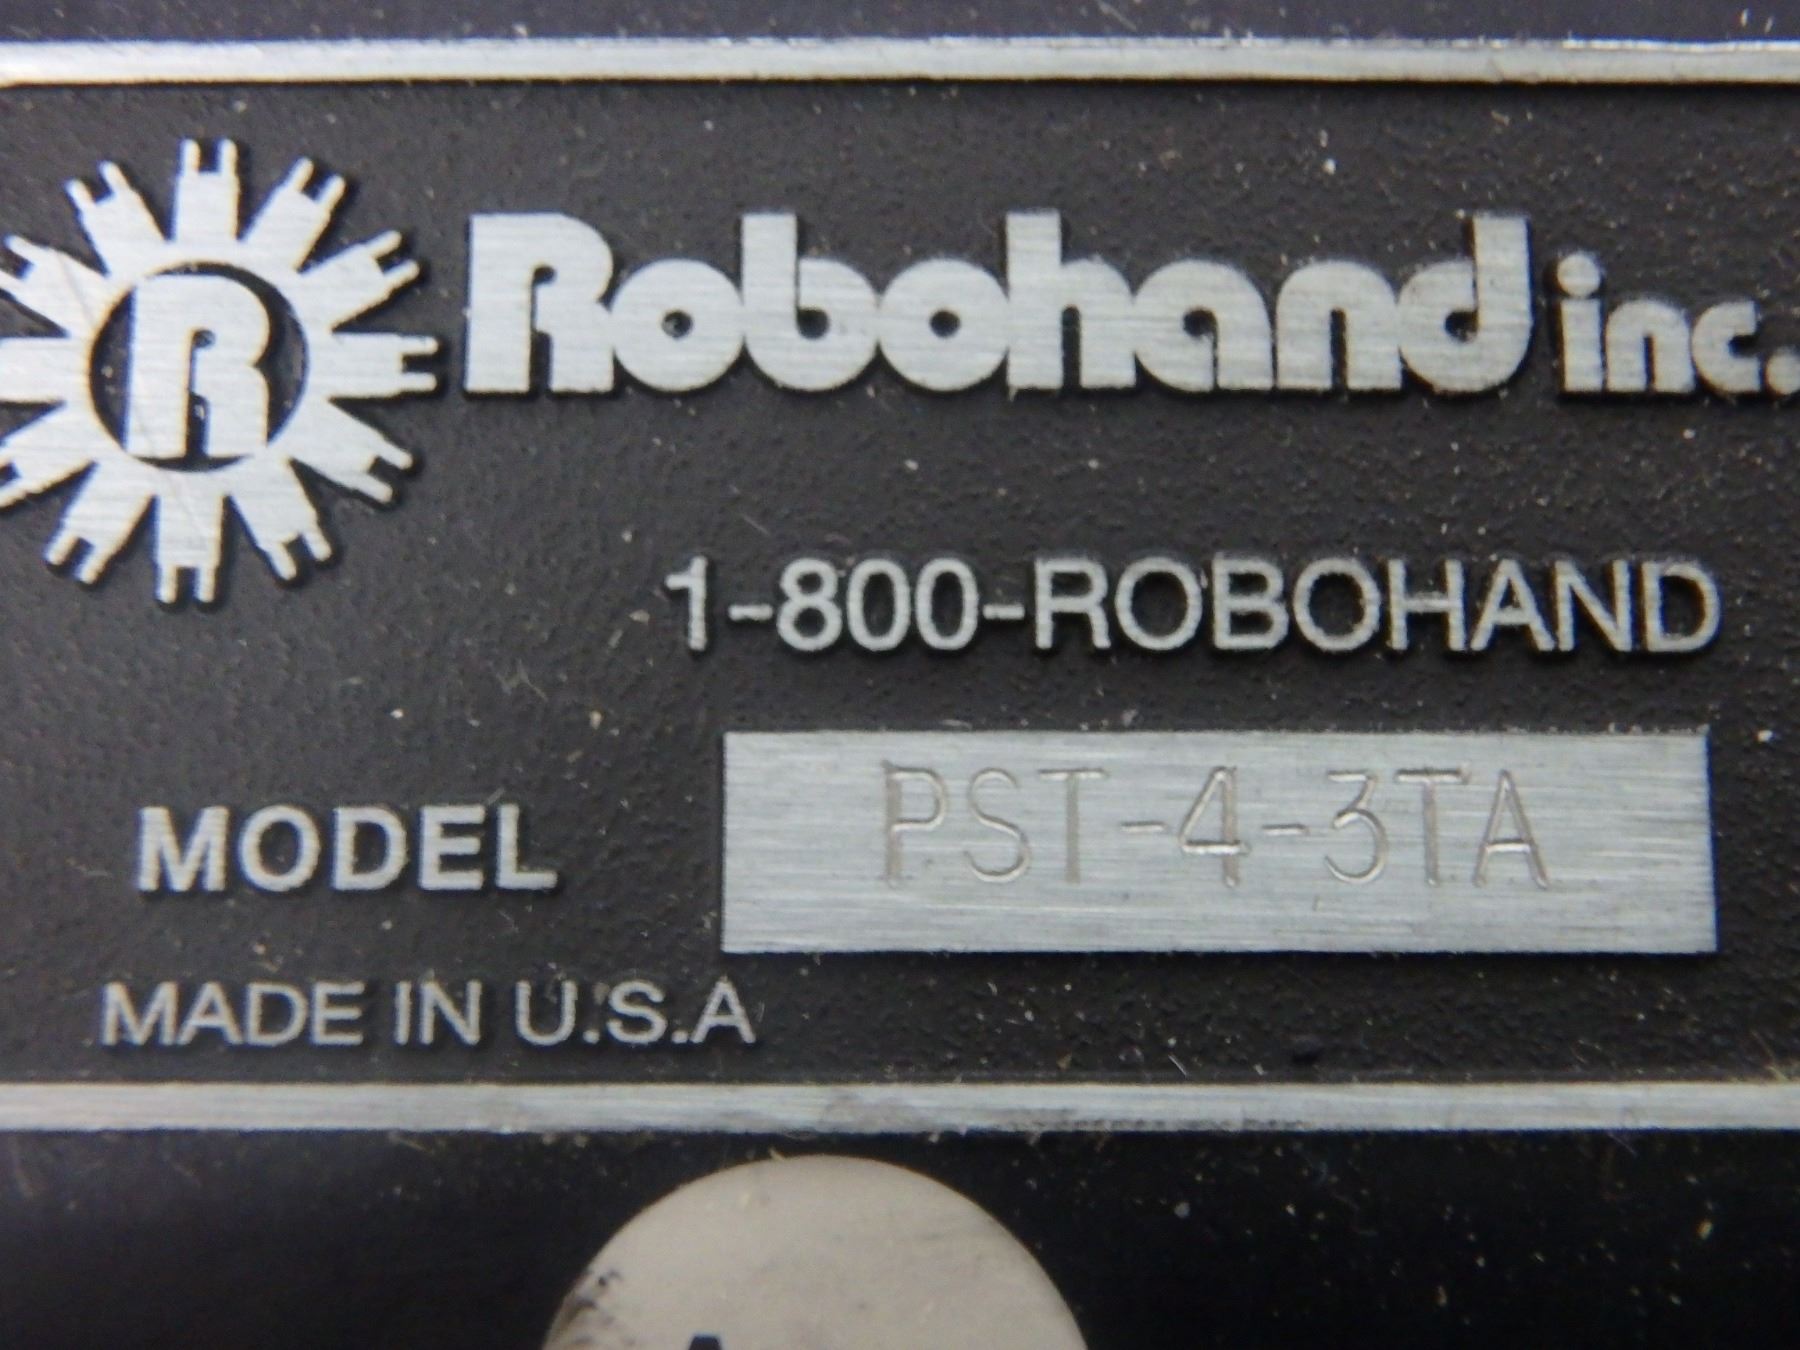 R
Robohand inc.
1-800-ROBOHAND
MODEL PST-4-3TA
MADE IN U.S.A